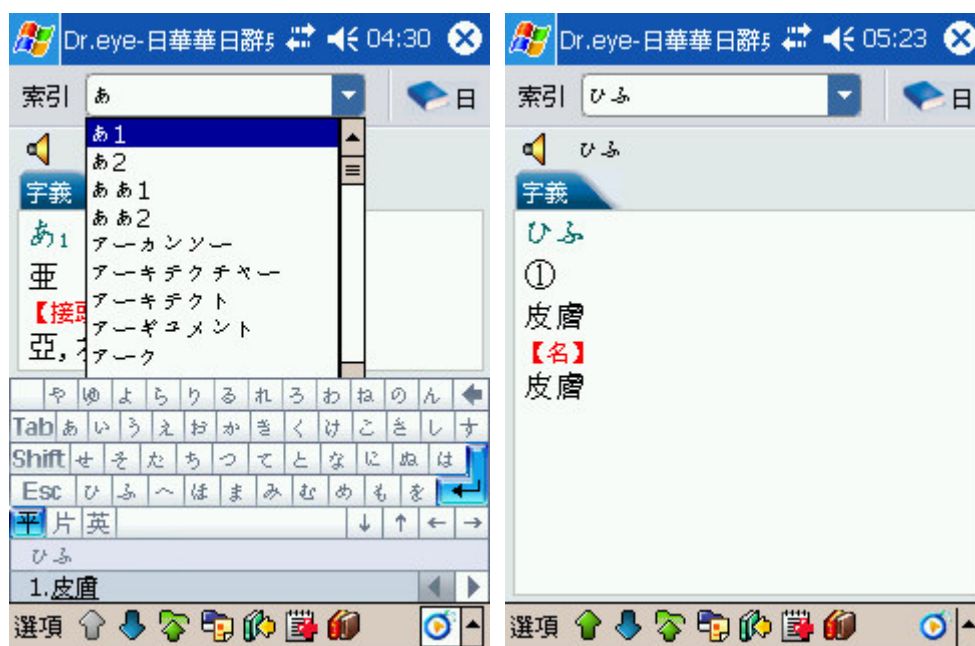 Dr.eye-日華華日辭 04:30
索引 あ 日
あ1
あ2
ああ1
ああ2
アーカンソー
アーキテクチャー
アーキテクト
アーギュメント
アーク
字義
あ1
亜
【接頭
亞,
や ゆ よ ら り る れ ろ わ ね の ん
Tab あ い う え お か き く け こ さ し す
Shift せ そ た ち つ て と な に ぬ は
Esc ひ ふ へ ほ ま み む め も を
平 片 英 ↓ ↑ ← →
ひふ
1.皮膚
選項
Dr.eye-日華華日辭 05:23
索引 ひふ 日
ひふ
字義
ひふ
①
皮膚
【名】
皮膚
選項